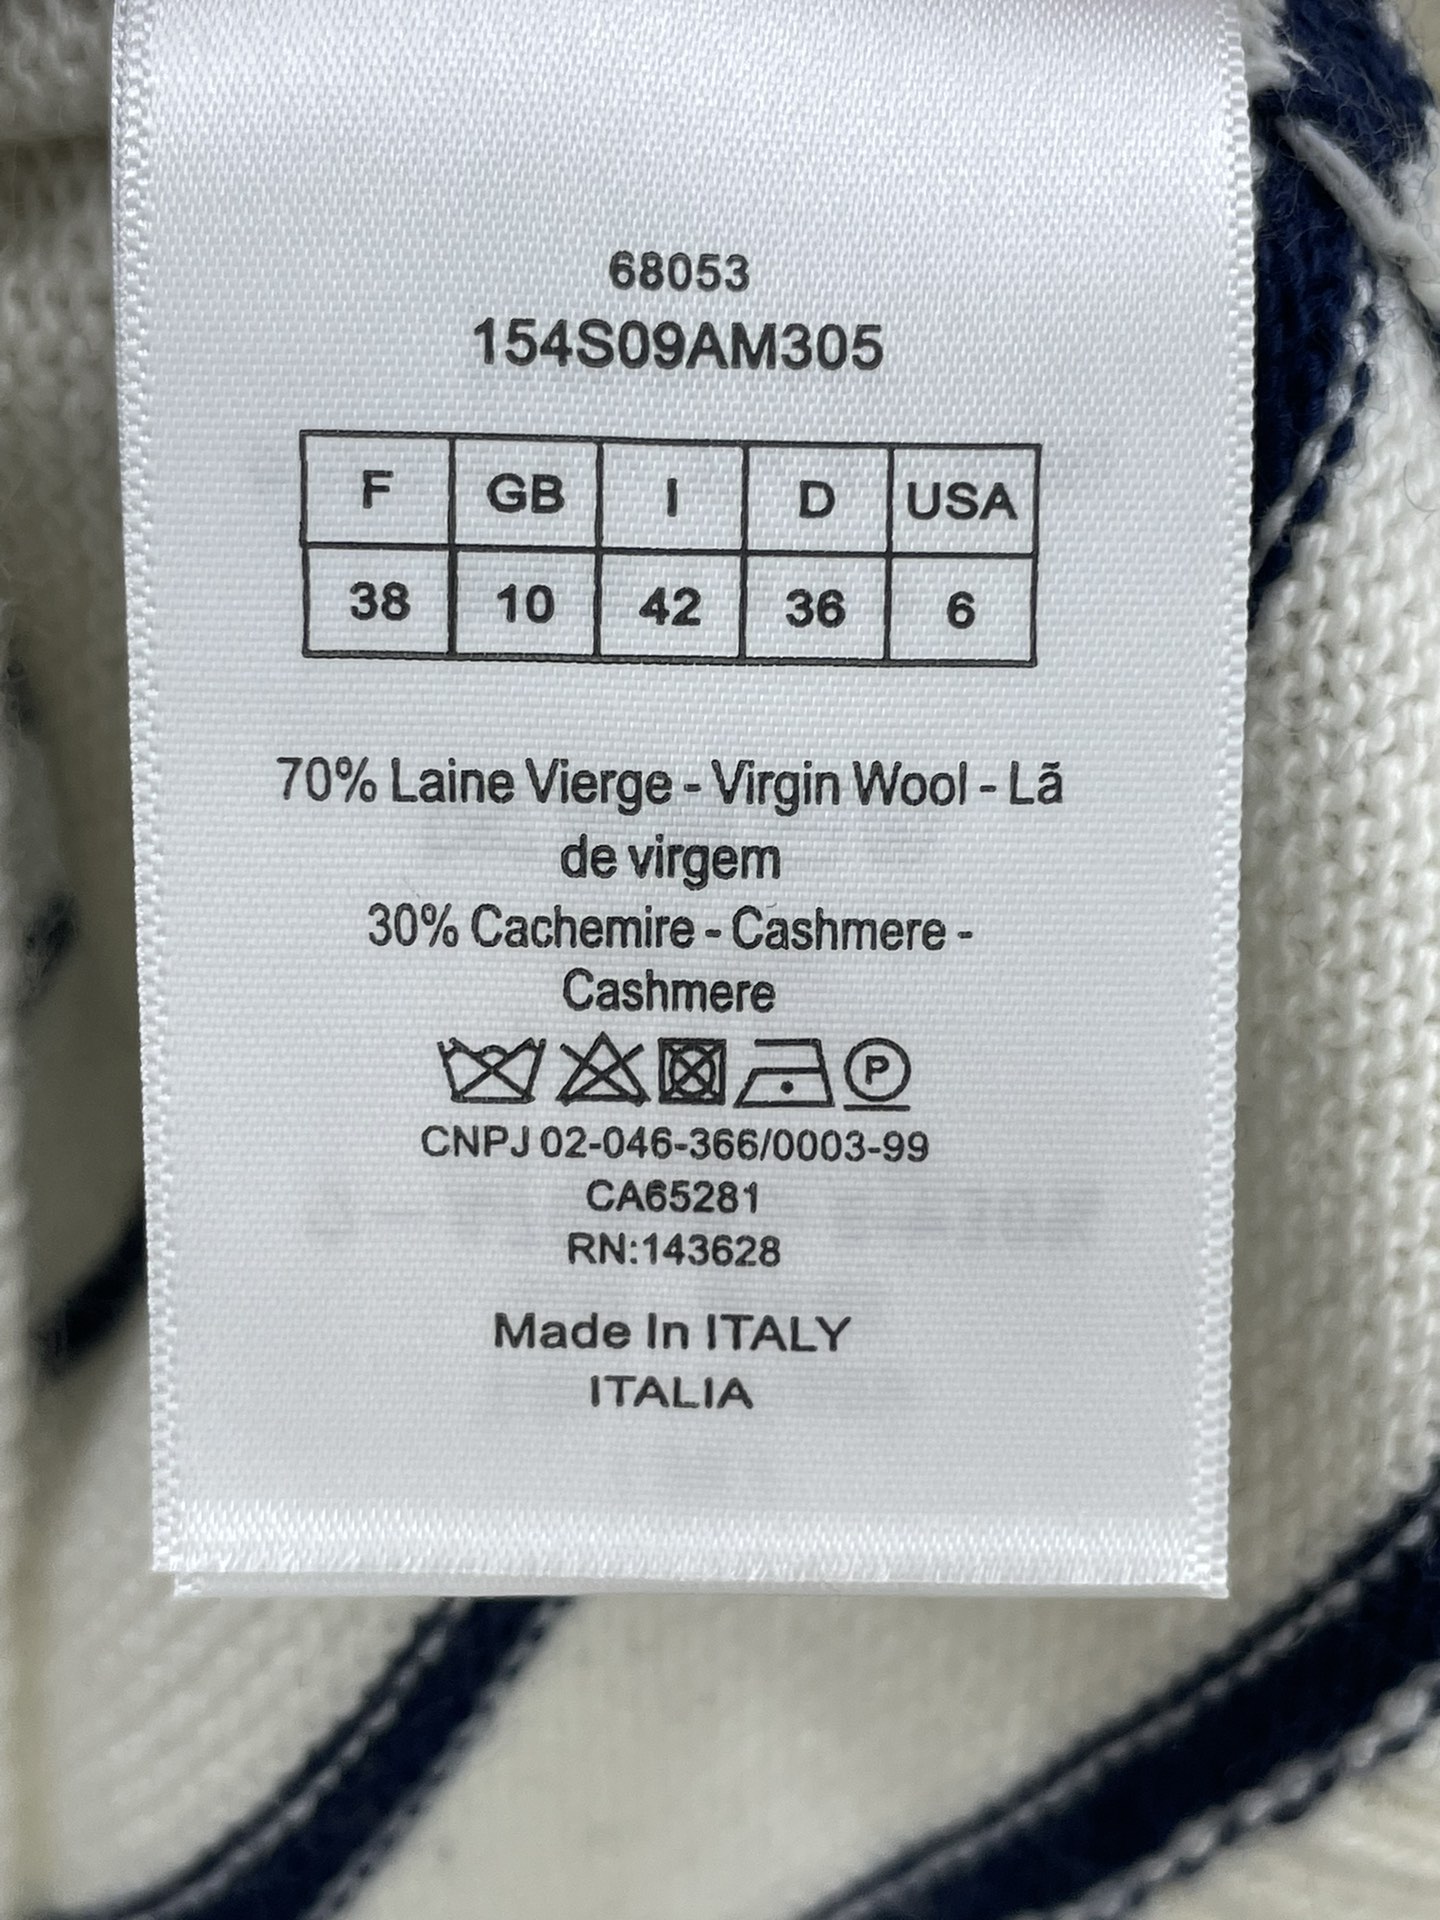 68053
154S09AM305
F GB I D USA
38 10 42 36 6
70% Laine Vierge - Virgin Wool - Lã
de virgem
30% Cachemire - Cashmere -
Cashmere
P
CNPJ 02-046-366/0003-99
CA65281
RN:143628
Made In ITALY
ITALIA